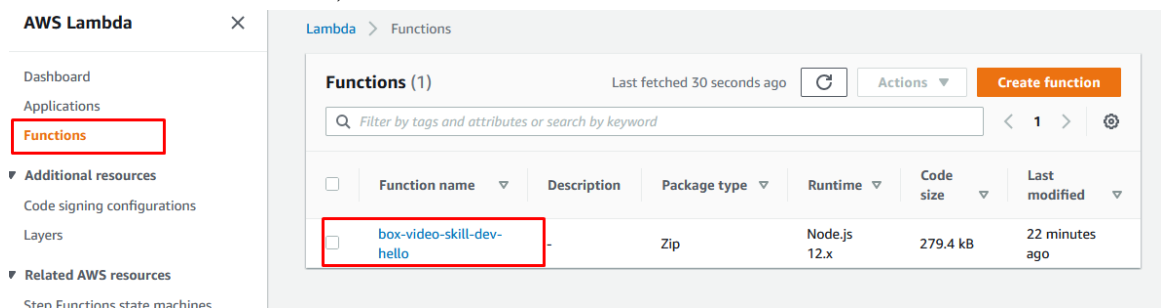 AWS Lambda
Dashboard
Applications
Functions
Additional resources
Code signing configurations
Layers
Related AWS resources
Step Functions state machines
Lambda > Functions
Functions (1)
Last fetched 30 seconds ago
Actions
Create function
Filter by tags and attributes or search by keyword
1
Function name Description Package type Runtime Code size Last modified
box-video-skill-dev-hello - Zip Node.js 12.x 279.4 kB 22 minutes ago